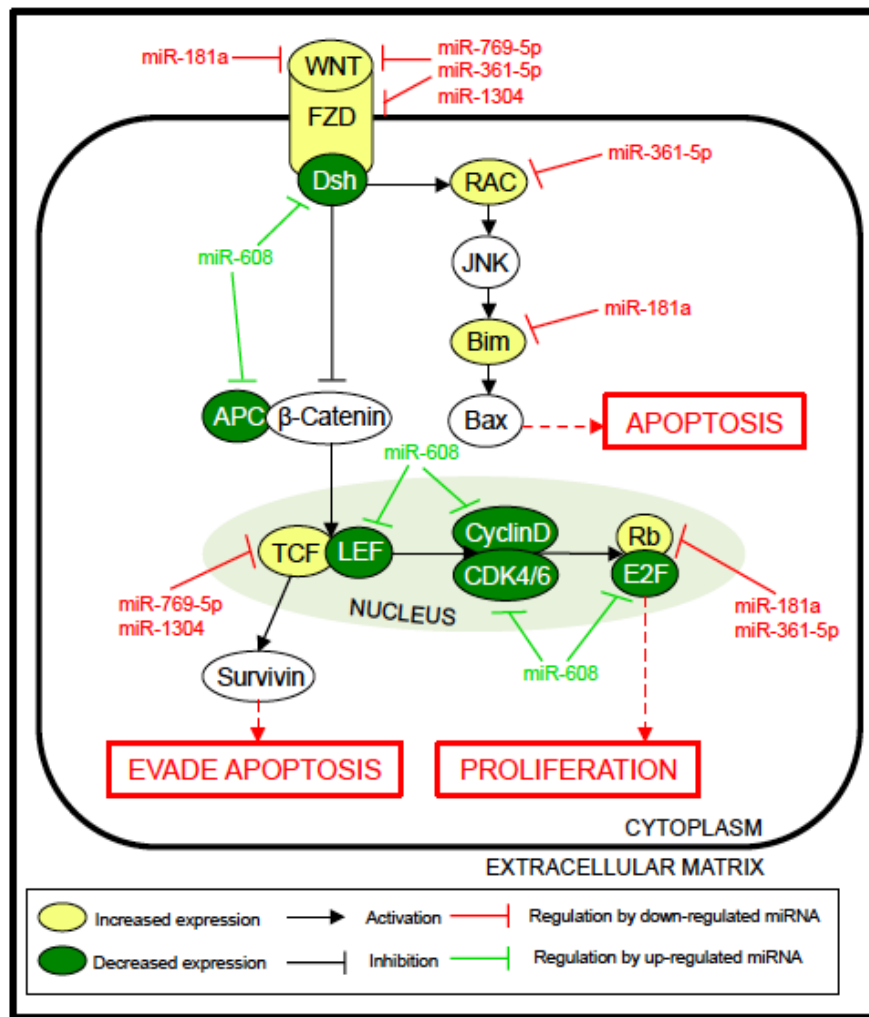 miR-181a
WNT
miR-769-5p
miR-361-5p
miR-1304
FZD
Dsh
RAC
miR-361-5p
miR-608
JNK
Bim
miR-181a
APC
β-Catenin
Bax
APOPTOSIS
miR-608
TCF
LEF
CyclinD
CDK4/6
Rb
E2F
miR-769-5p
miR-1304
NUCLEUS
miR-181a
miR-361-5p
Survivin
miR-608
EVADE APOPTOSIS
PROLIFERATION
CYTOPLASM
EXTRACELLULAR MATRIX
Increased expression
Activation
Regulation by down-regulated miRNA
Decreased expression
Inhibition
Regulation by up-regulated miRNA